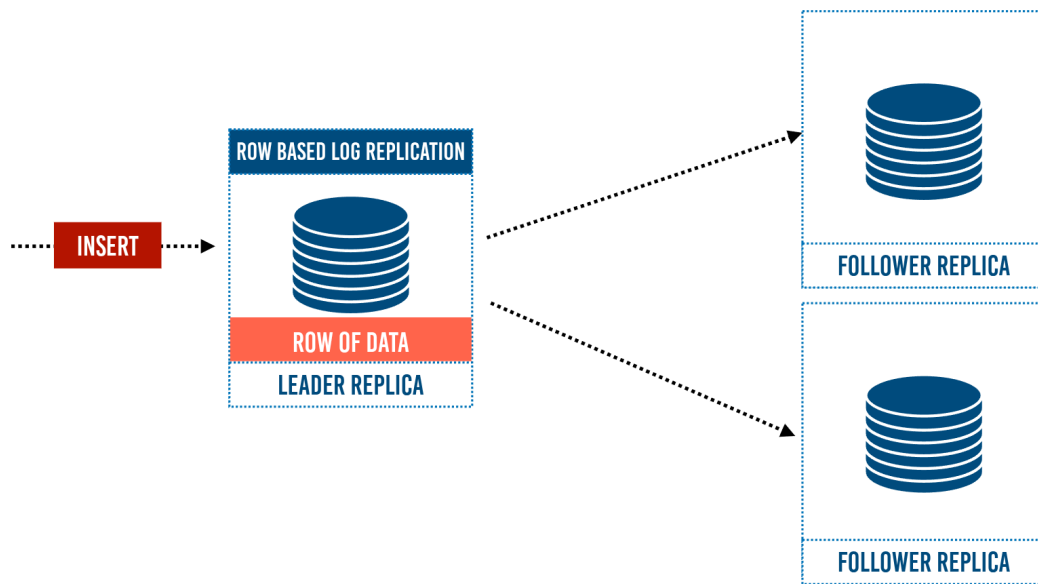 ROW BASED LOG REPLICATION
INSERT
ROW OF DATA
LEADER REPLICA
FOLLOWER REPLICA
FOLLOWER REPLICA